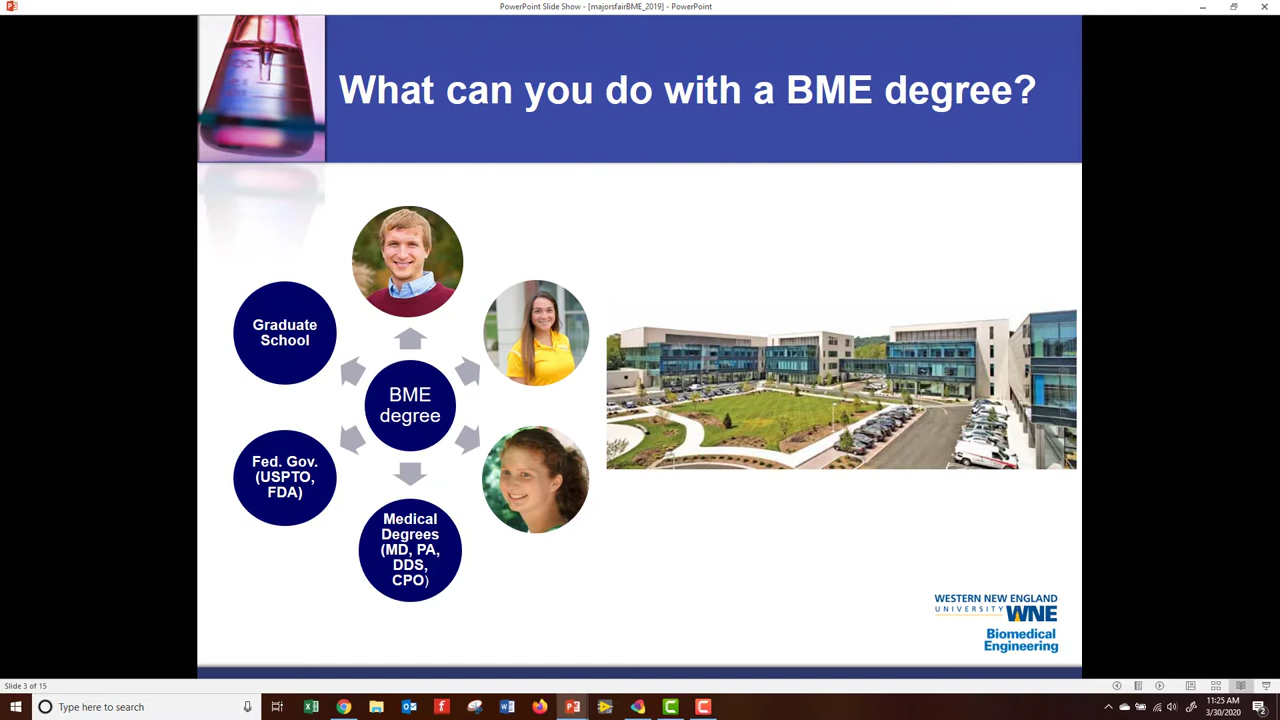 PowerPoint Slide Show - [majorsfairBME_2019] - PowerPoint
What can you do with a BME degree?
Graduate
School
BME
degree
Fed. Gov.
(USPTO,
FDA)
Medical
Degrees
(MD, PA,
DDS,
CPO)
WESTERN NEW ENGLAND
UNIVERSITY WNE
Biomedical
Engineering
Slide 3 of 15
Type here to search
11:25 AM
3/30/2020
2